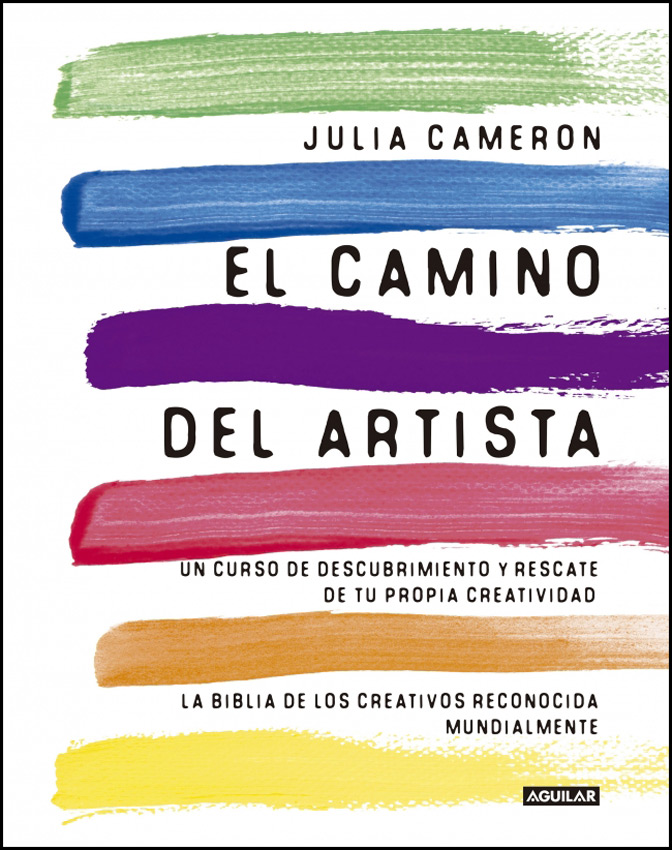 JULIA CAMERON
EL CAMINO
DEL ARTISTA
UN CURSO DE DESCUBRIMIENTO Y RESCATE
DE TU PROPIA CREATIVIDAD
LA BIBLIA DE LOS CREATIVOS RECONOCIDA
MUNDIALMENTE
AGUILAR